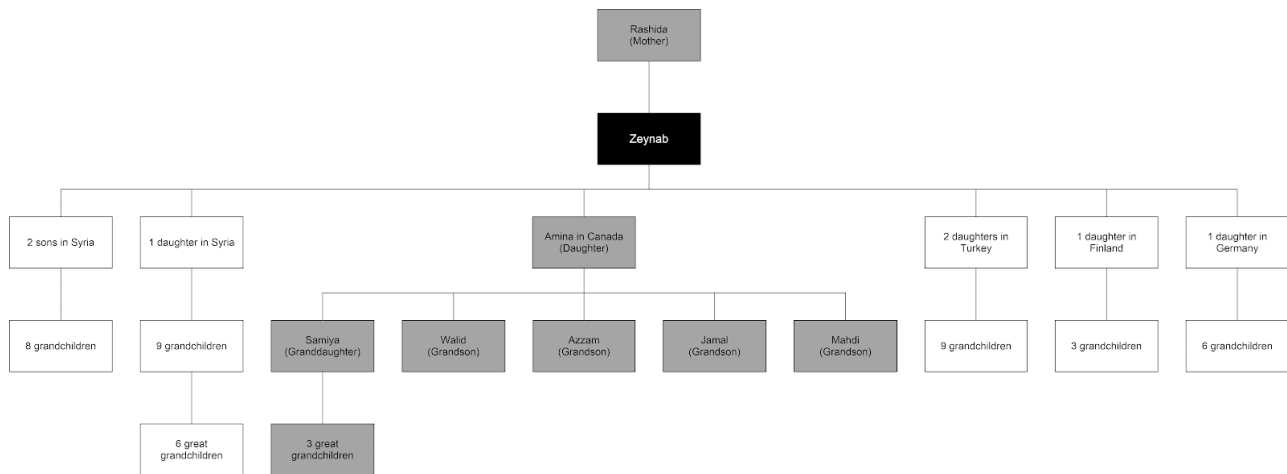 Rashida
(Mother)
Zeynab
2 sons in Syria
1 daughter in Syria
Amina in Canada
(Daughter)
2 daughters in
Turkey
1 daughter in
Finland
1 daughter in
Germany
8 grandchildren
9 grandchildren
Samiya
(Granddaughter)
Walid
(Grandson)
Azzam
(Grandson)
Jamal
(Grandson)
Mahdi
(Grandson)
9 grandchildren
3 grandchildren
6 grandchildren
6 great
grandchildren
3 great
grandchildren